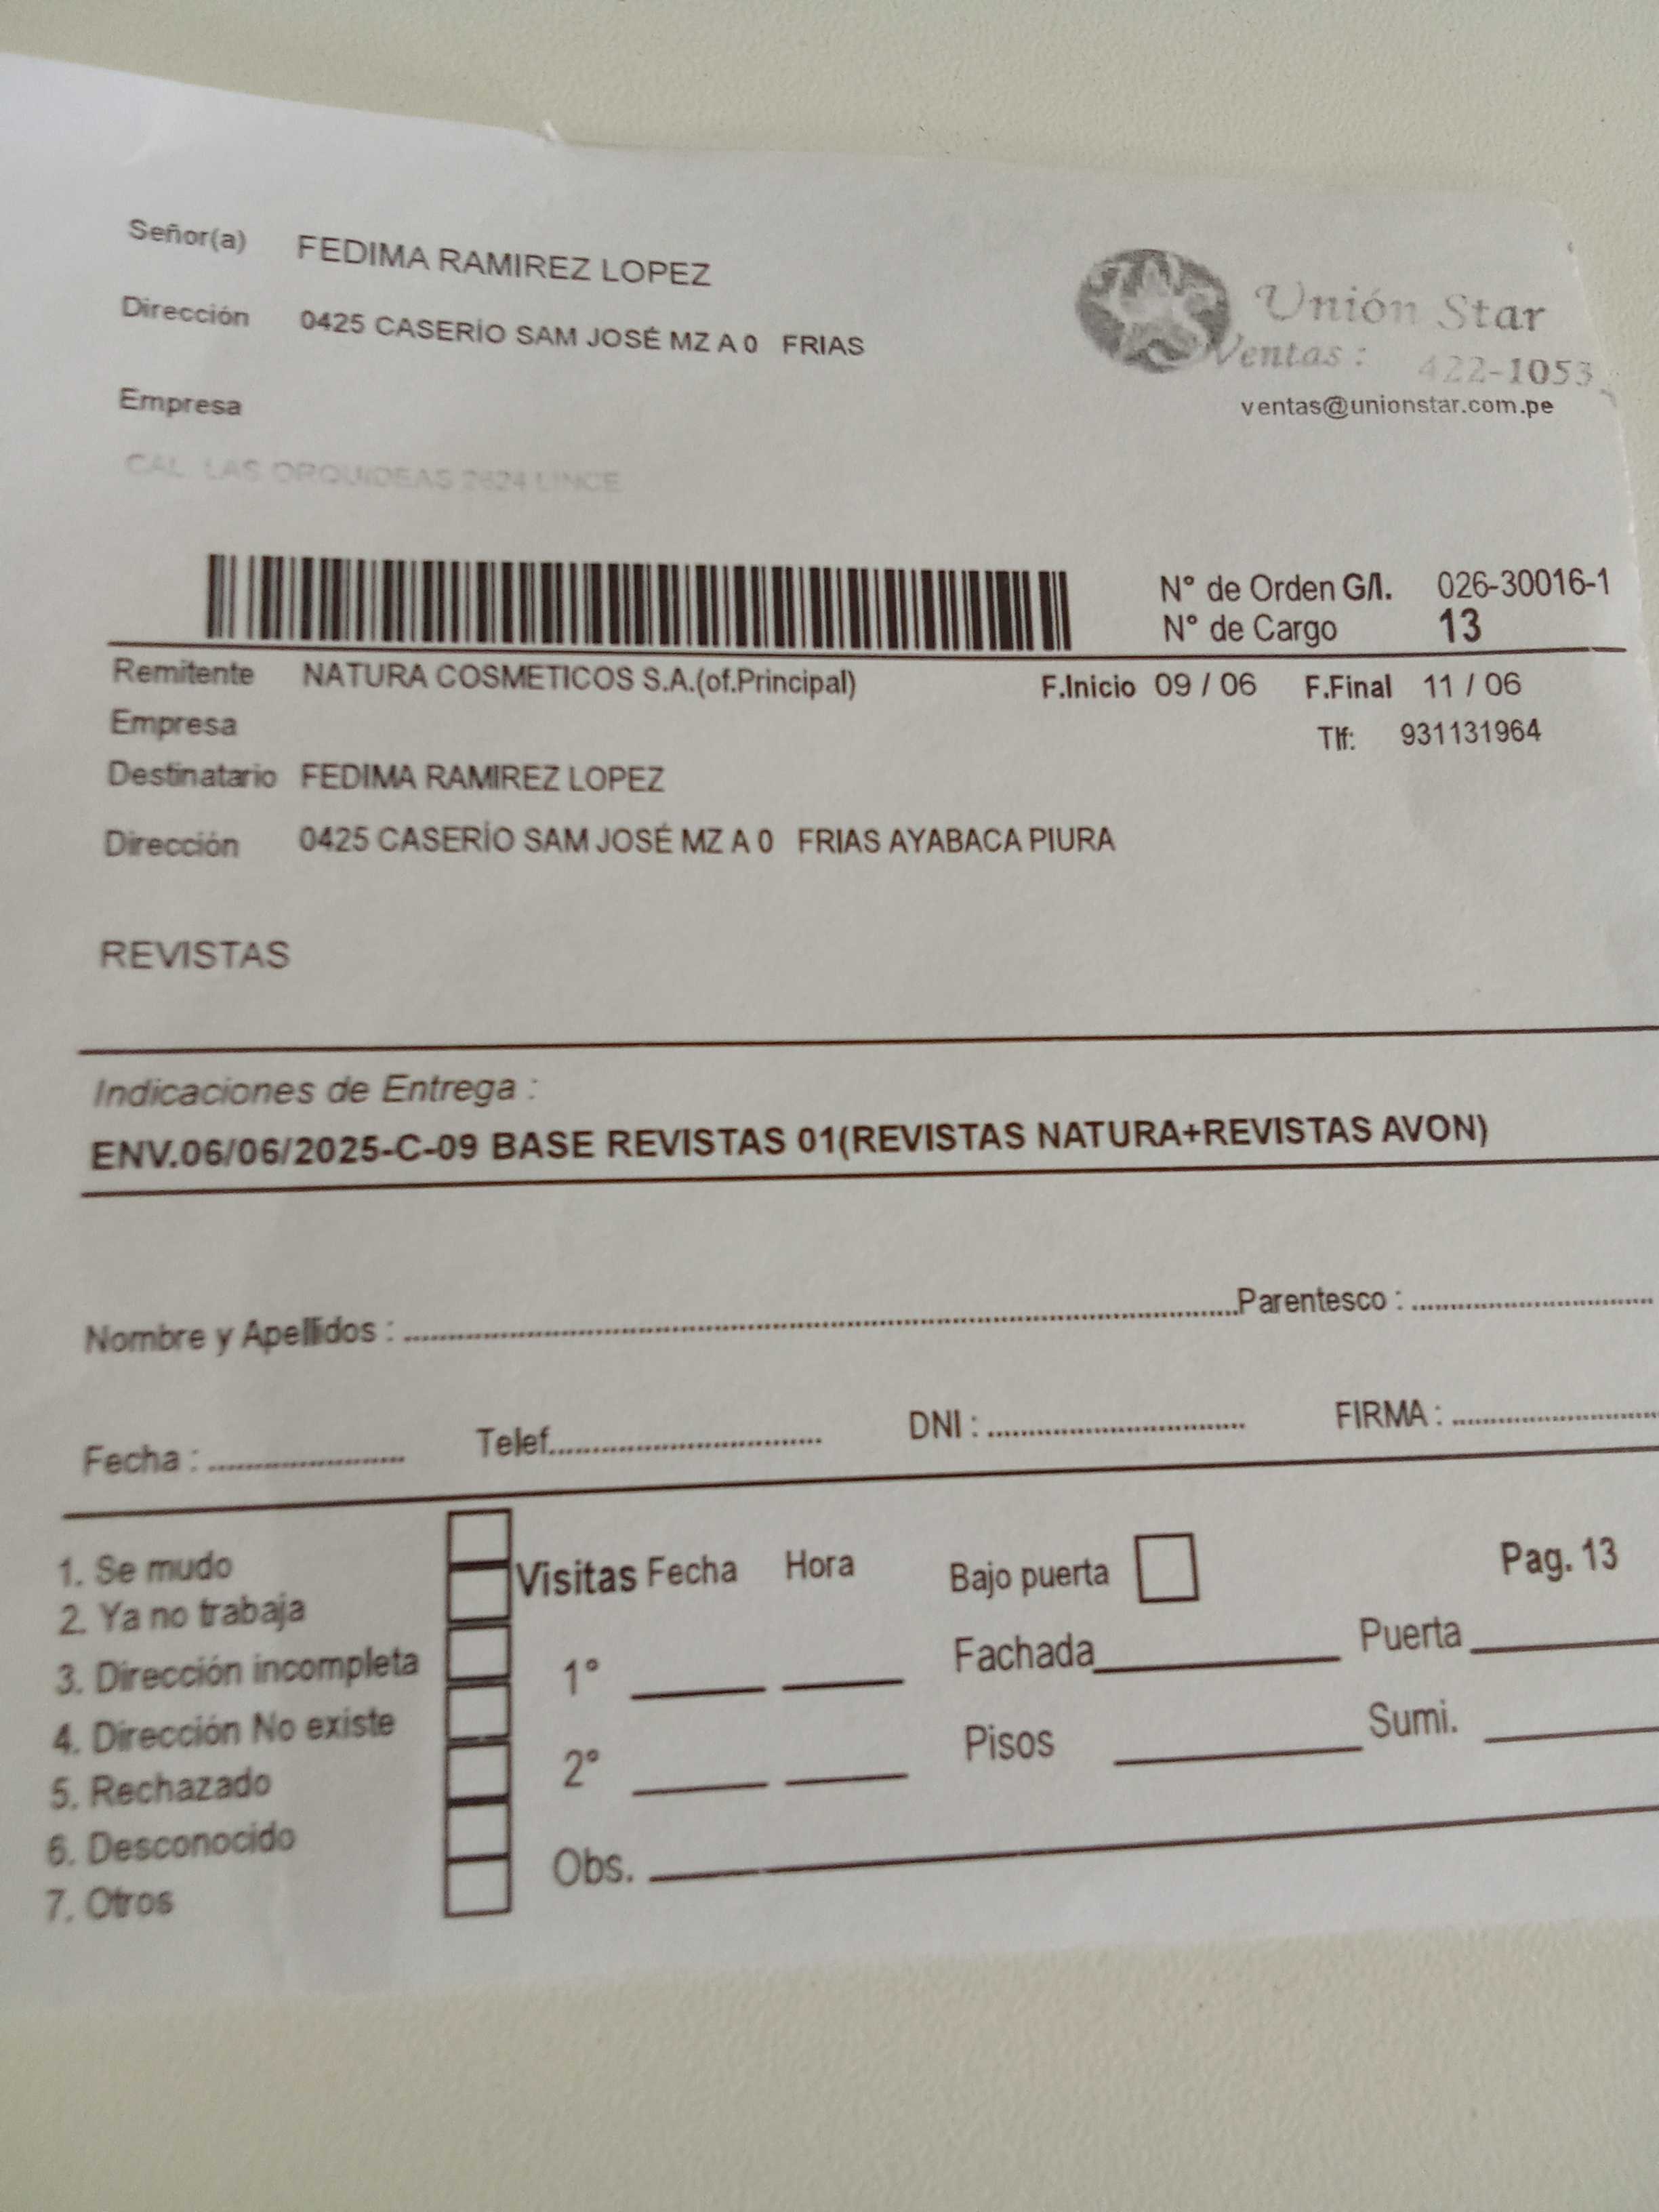 Señor(a) FEDIMA RAMIREZ LOPEZ
Dirección 0425 CASERÍO SAM JOSÉ MZ A 0 FRIAS
Empresa
CAL LAS ORQUIDEAS 2624 LINCE
Unión Star
Ventas : 422-1053
ventas@unionstar.com.pe
N° de Orden G/I. 026-30016-1
N° de Cargo 13
Remitente NATURA COSMETICOS S.A.(of.Principal) F.Inicio 09 / 06 F.Final 11 / 06
Empresa Tlf: 931131964
Destinatario FEDIMA RAMIREZ LOPEZ
Dirección 0425 CASERÍO SAM JOSÉ MZ A 0 FRIAS AYABACA PIURA
REVISTAS
Indicaciones de Entrega :
ENV.06/06/2025-C-09 BASE REVISTAS 01(REVISTAS NATURA+REVISTAS AVON)
Nombre y Apellidos : Parentesco :
Fecha : Telef. DNI : FIRMA :
1. Se mudo
2. Ya no trabaja
3. Dirección incompleta
4. Dirección No existe
5. Rechazado
6. Desconocido
7. Otros
Visitas Fecha Hora
1°
2°
Obs.
Bajo puerta Pag. 13
Fachada Puerta
Pisos Sumi.